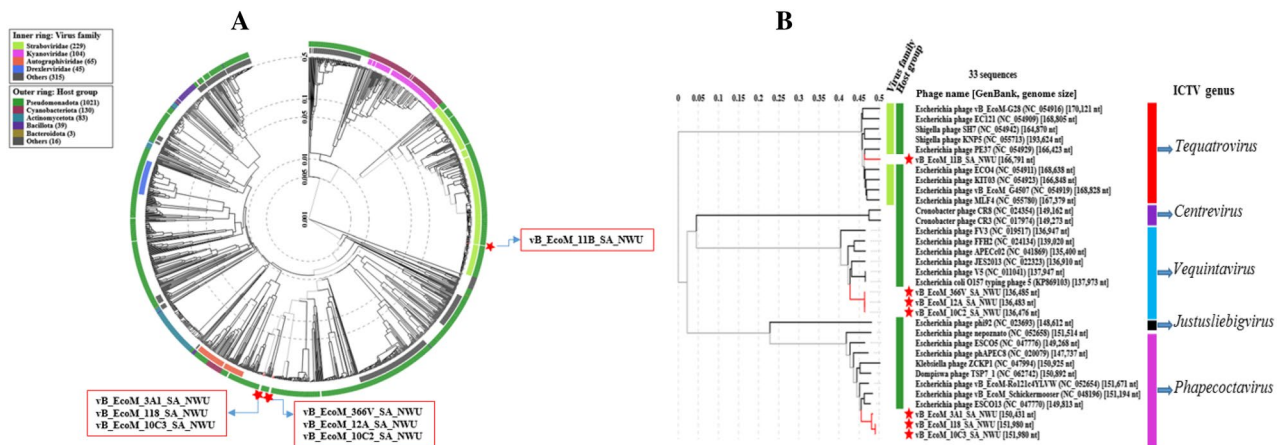 A
Inner ring: Virus family
Straboviridae (229)
Kyanoviridae (104)
Autographiviridae (65)
Drexlerviridae (45)
Others (315)
Outer ring: Host group
Pseudomonadota (1021)
Cyanobacteriota (130)
Actinomycetota (83)
Bacillota (39)
Bacteroidota (3)
Others (16)
0.5
0.1
0.05
0.01
0.005
0.001
vB_EcoM_11B_SA_NWU
vB_EcoM_3A1_SA_NWU
vB_EcoM_118_SA_NWU
vB_EcoM_10C3_SA_NWU
vB_EcoM_366V_SA_NWU
vB_EcoM_12A_SA_NWU
vB_EcoM_10C2_SA_NWU
B
Virus family
Host group
33 sequences
Phage name [GenBank, genome size]
ICTV genus
0 0.05 0.1 0.15 0.2 0.25 0.3 0.35 0.4 0.45 0.5
Escherichia phage vB_EcoM-G28 (NC_054916) [170,121 nt]
Escherichia phage EC121 (NC_054909) [168,805 nt]
Shigella phage SH7 (NC_054942) [164,870 nt]
Shigella phage KNP5 (NC_055713) [193,624 nt]
Escherichia phage PE37 (NC_054929) [166,423 nt]
vB_EcoM_11B_SA_NWU [166,791 nt]
Escherichia phage ECO4 (NC_054911) [168,638 nt]
Escherichia phage KIT03 (NC_054923) [166,848 nt]
Escherichia phage vB_EcoM_G4507 (NC_054919) [168,828 nt]
Escherichia phage MLF4 (NC_055780) [167,379 nt]
Cronobacter phage CR8 (NC_024354) [149,162 nt]
Cronobacter phage CR3 (NC_017974) [149,273 nt]
Escherichia phage FV3 (NC_019517) [136,947 nt]
Escherichia phage FFH2 (NC_024134) [139,020 nt]
Escherichia phage APECc02 (NC_041869) [135,400 nt]
Escherichia phage JES2013 (NC_022323) [136,910 nt]
Escherichia phage V5 (NC_011041) [137,947 nt]
Escherichia coli O157 typing phage 5 (KP869103) [137,973 nt]
vB_EcoM_366V_SA_NWU [136,485 nt]
vB_EcoM_12A_SA_NWU [136,483 nt]
vB_EcoM_10C2_SA_NWU [136,476 nt]
Escherichia phage phi92 (NC_023693) [148,612 nt]
Escherichia phage nepoznato (NC_052658) [151,514 nt]
Escherichia phage ESCO5 (NC_047776) [149,268 nt]
Escherichia phage phAPEC8 (NC_020079) [147,737 nt]
Klebsiella phage ZCKP1 (NC_047994) [150,925 nt]
Dompiswa phage TSP7_1 (NC_062742) [150,892 nt]
Escherichia phage vB_EcoM-Ro121c4YLVW (NC_052654) [151,671 nt]
Escherichia phage vB_EcoM_Schickermooser (NC_048196) [151,194 nt]
Escherichia phage ESCO13 (NC_047770) [149,813 nt]
vB_EcoM_3A1_SA_NWU [150,431 nt]
vB_EcoM_118_SA_NWU [151,980 nt]
vB_EcoM_10C3_SA_NWU [151,980 nt]
Tequatrovirus
Centrevirus
Vequintavirus
Justusliebigvirus
Phapecoctavirus